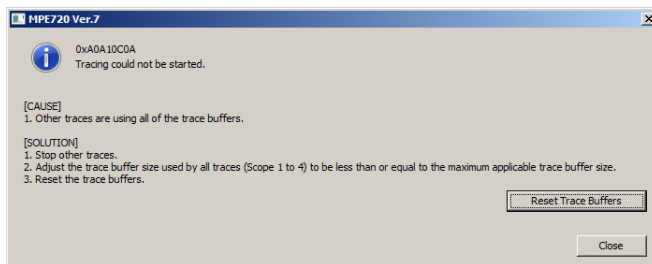 MPE720 Ver.7
0xA0A10C0A
Tracing could not be started.
[CAUSE]
1. Other traces are using all of the trace buffers.
[SOLUTION]
1. Stop other traces.
2. Adjust the trace buffer size used by all traces (Scope 1 to 4) to be less than or equal to the maximum applicable trace buffer size.
3. Reset the trace buffers.
Reset Trace Buffers
Close